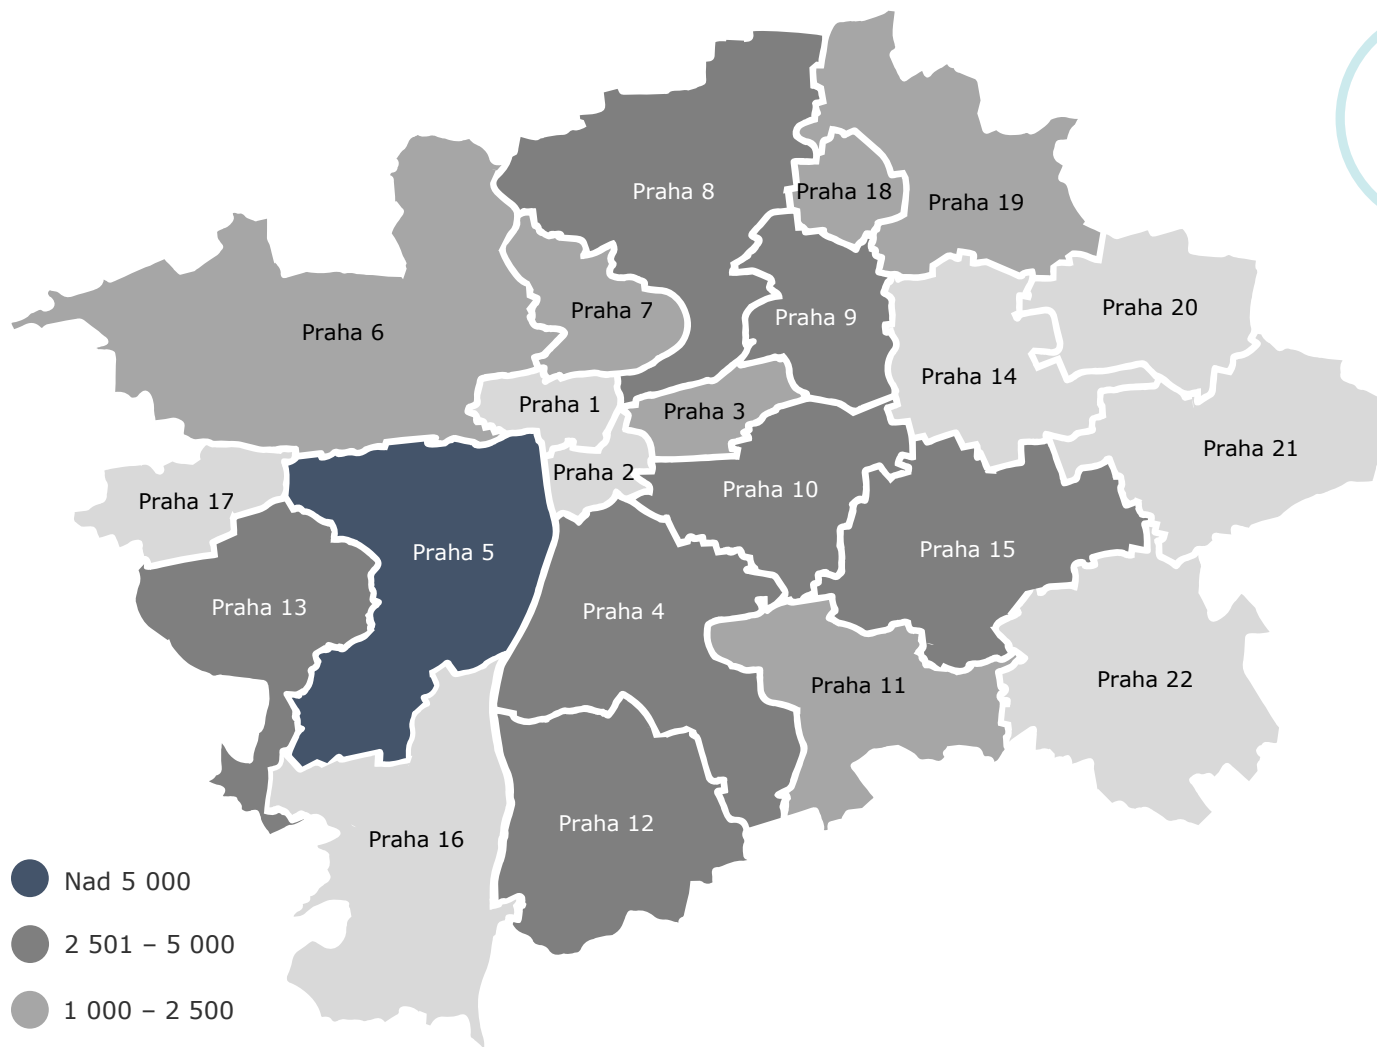 Praha 8
Praha 18
Praha 19
Praha 7
Praha 20
Praha 9
Praha 6
Praha 14
Praha 1
Praha 3
Praha 21
Praha 2
Praha 10
Praha 17
Praha 5
Praha 15
Praha 13
Praha 4
Praha 22
Praha 11
Praha 12
Praha 16
Nad 5 000
2 501 – 5 000
1 000 – 2 500